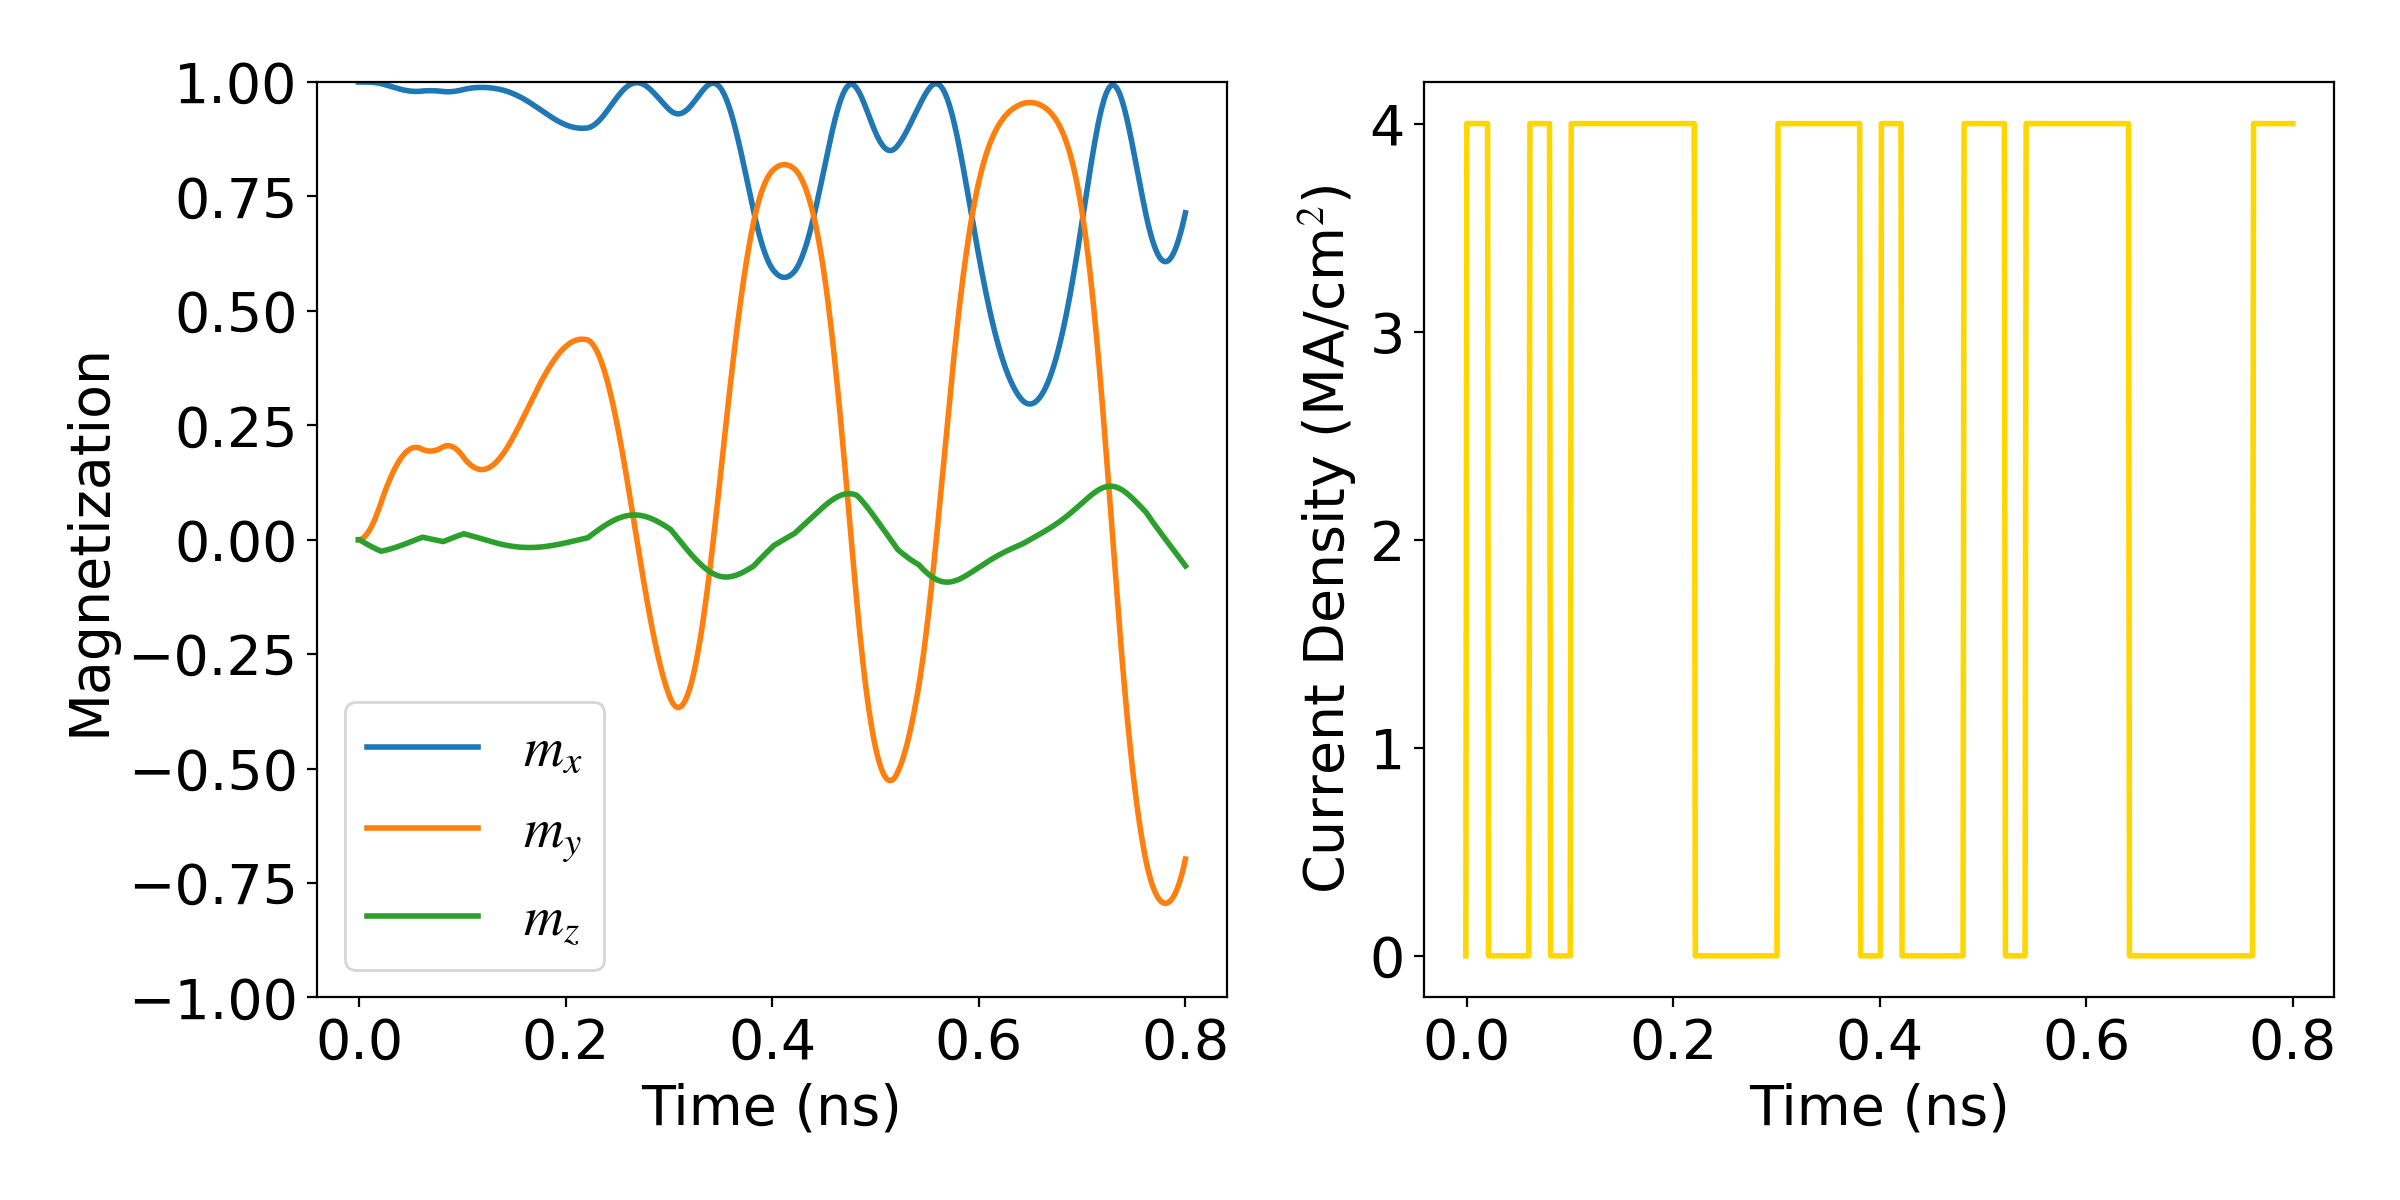 Magnetization
1.00
0.75
0.50
0.25
0.00
−0.25
−0.50
−0.75
−1.00
m_x
m_y
m_z
0.0 0.2 0.4 0.6 0.8
Time (ns)
Current Density (MA/cm²)
4
3
2
1
0
0.0 0.2 0.4 0.6 0.8
Time (ns)